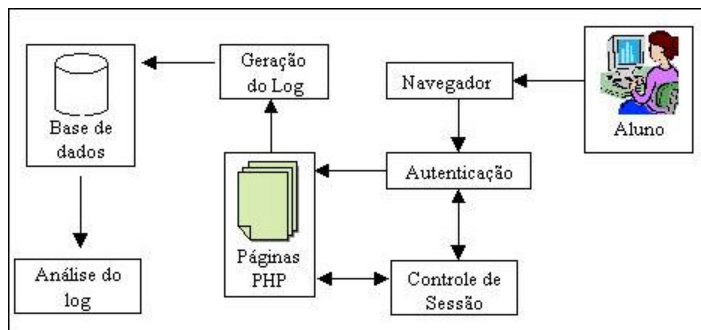 Base de
dados
Geração
do Log
Navegador
Aluno
Autenticação
Páginas
PHP
Análise do
log
Controle de
Sessão